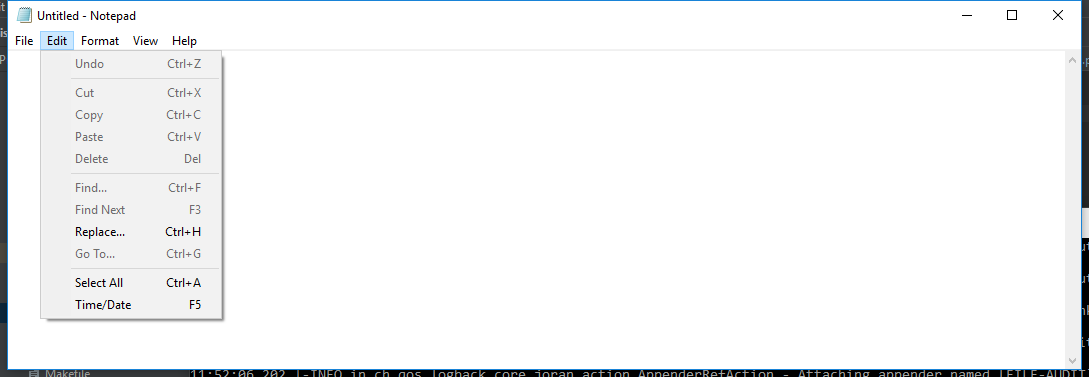 Untitled - Notepad
File Edit Format View Help
Undo Ctrl+Z
Cut Ctrl+X
Copy Ctrl+C
Paste Ctrl+V
Delete Del
Find... Ctrl+F
Find Next F3
Replace... Ctrl+H
Go To... Ctrl+G
Select All Ctrl+A
Time/Date F5
Makefile 11:52:06,202 |-INFO in ch.qos.logback.core.joran.action.AppenderRefAction - Attaching appender named [FILE-AUDIT